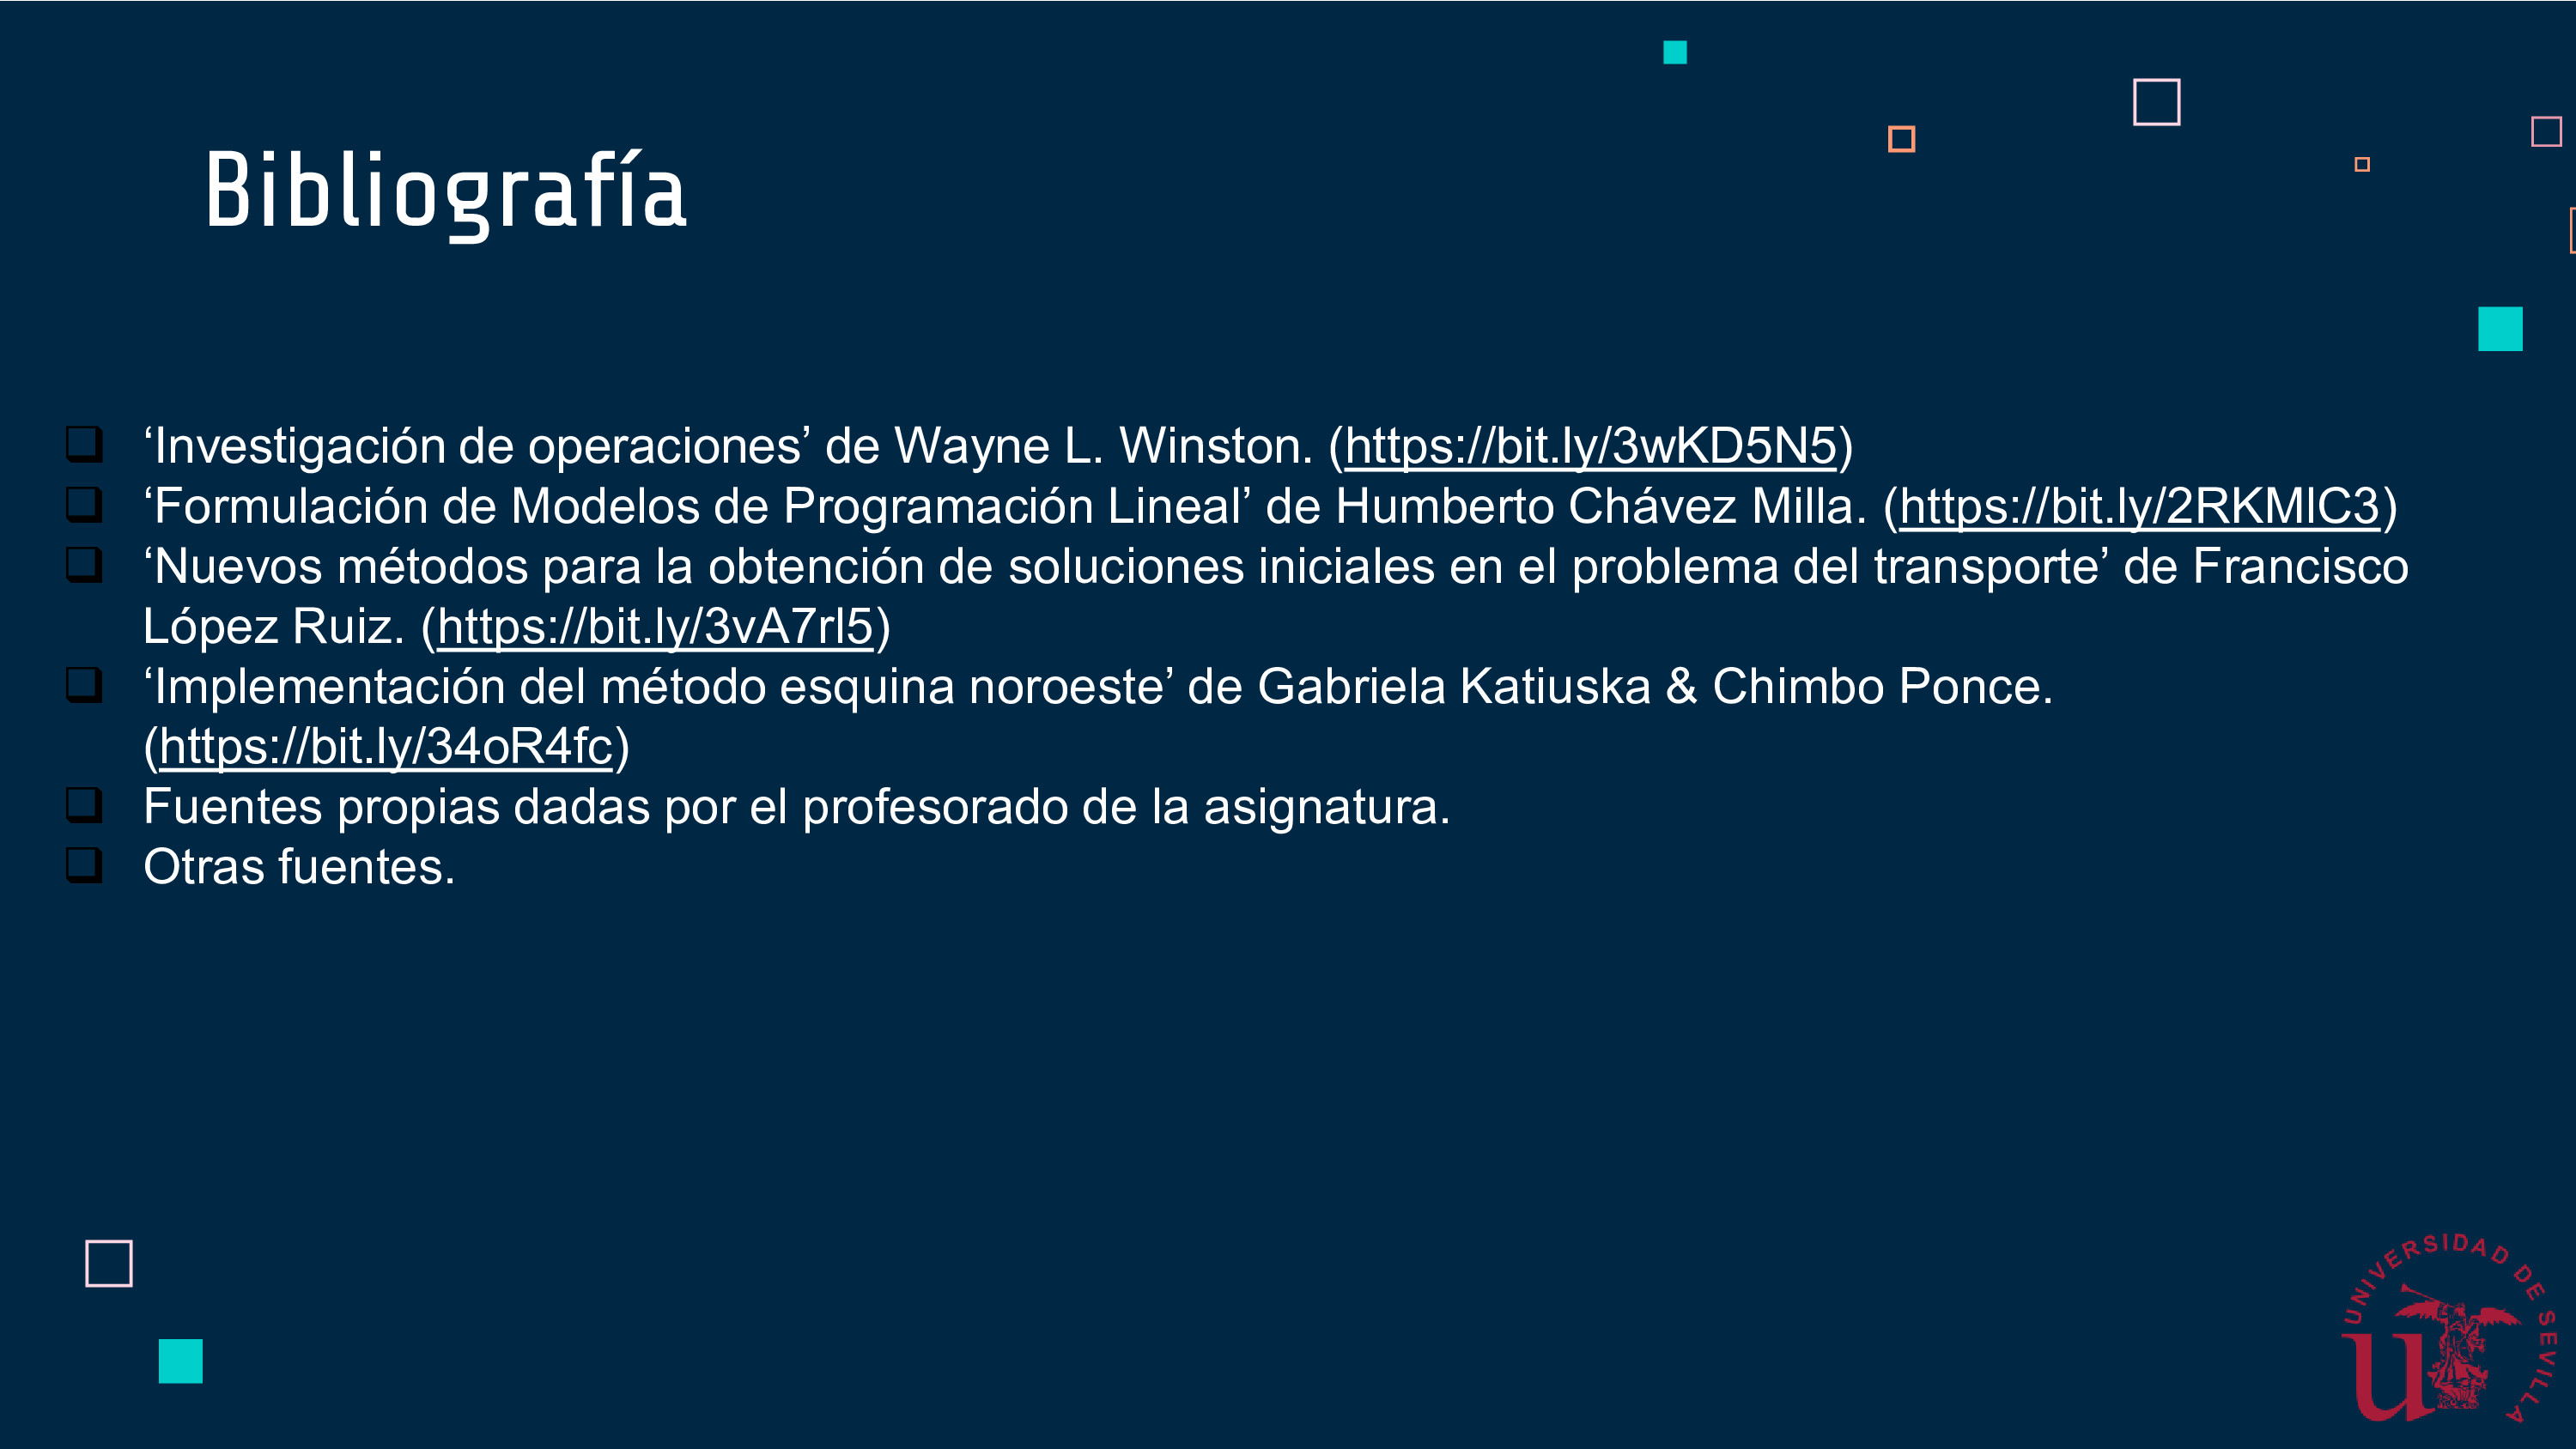 Bibliografía
‘Investigación de operaciones’ de Wayne L. Winston. (https://bit.ly/3wKD5N5)
‘Formulación de Modelos de Programación Lineal’ de Humberto Chávez Milla. (https://bit.ly/2RKMlC3)
‘Nuevos métodos para la obtención de soluciones iniciales en el problema del transporte’ de Francisco
López Ruiz. (https://bit.ly/3vA7rl5)
‘Implementación del método esquina noroeste’ de Gabriela Katiuska & Chimbo Ponce.
(https://bit.ly/34oR4fc)
Fuentes propias dadas por el profesorado de la asignatura.
Otras fuentes.
UNIVERSIDAD DE SEVILLA
u